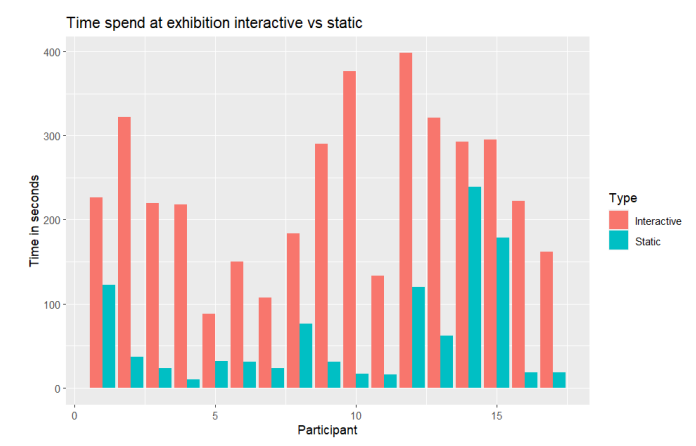 Time spend at exhibition interactive vs static
400
300
200
100
0
Time in seconds
0 5 10 15
Participant
Type
Interactive
Static